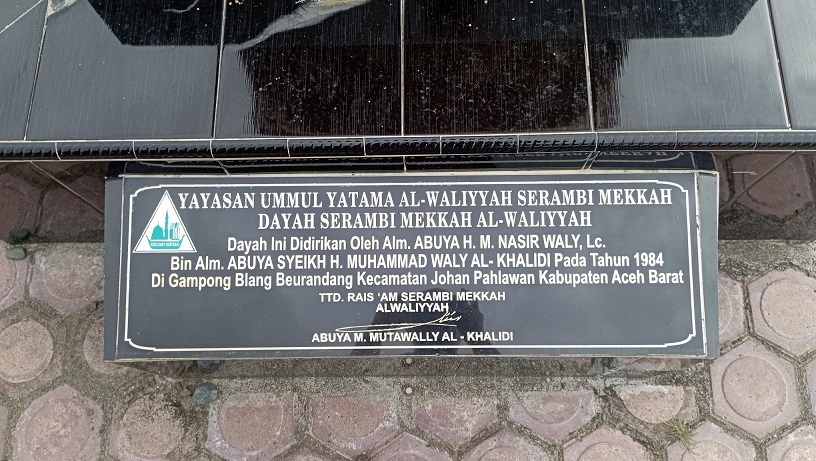 YAYASAN UMMUL YATAMA AL-WALIYYAH SERAMBI MEKKAH
DAYAH SERAMBI MEKKAH AL-WALIYYAH
Dayah Ini Didirikan Oleh Alm. ABUYA H. M. NASIR WALY, Lc.
Bin Alm. ABUYA SYEIKH H. MUHAMMAD WALY AL- KHALIDI Pada Tahun 1984
Di Gampong Blang Beurandang Kecamatan Johan Pahlawan Kabupaten Aceh Barat
TTD. RAIS 'AM SERAMBI MEKKAH
ALWALIYYAH
ABUYA M. MUTAWALLY AL - KHALIDI